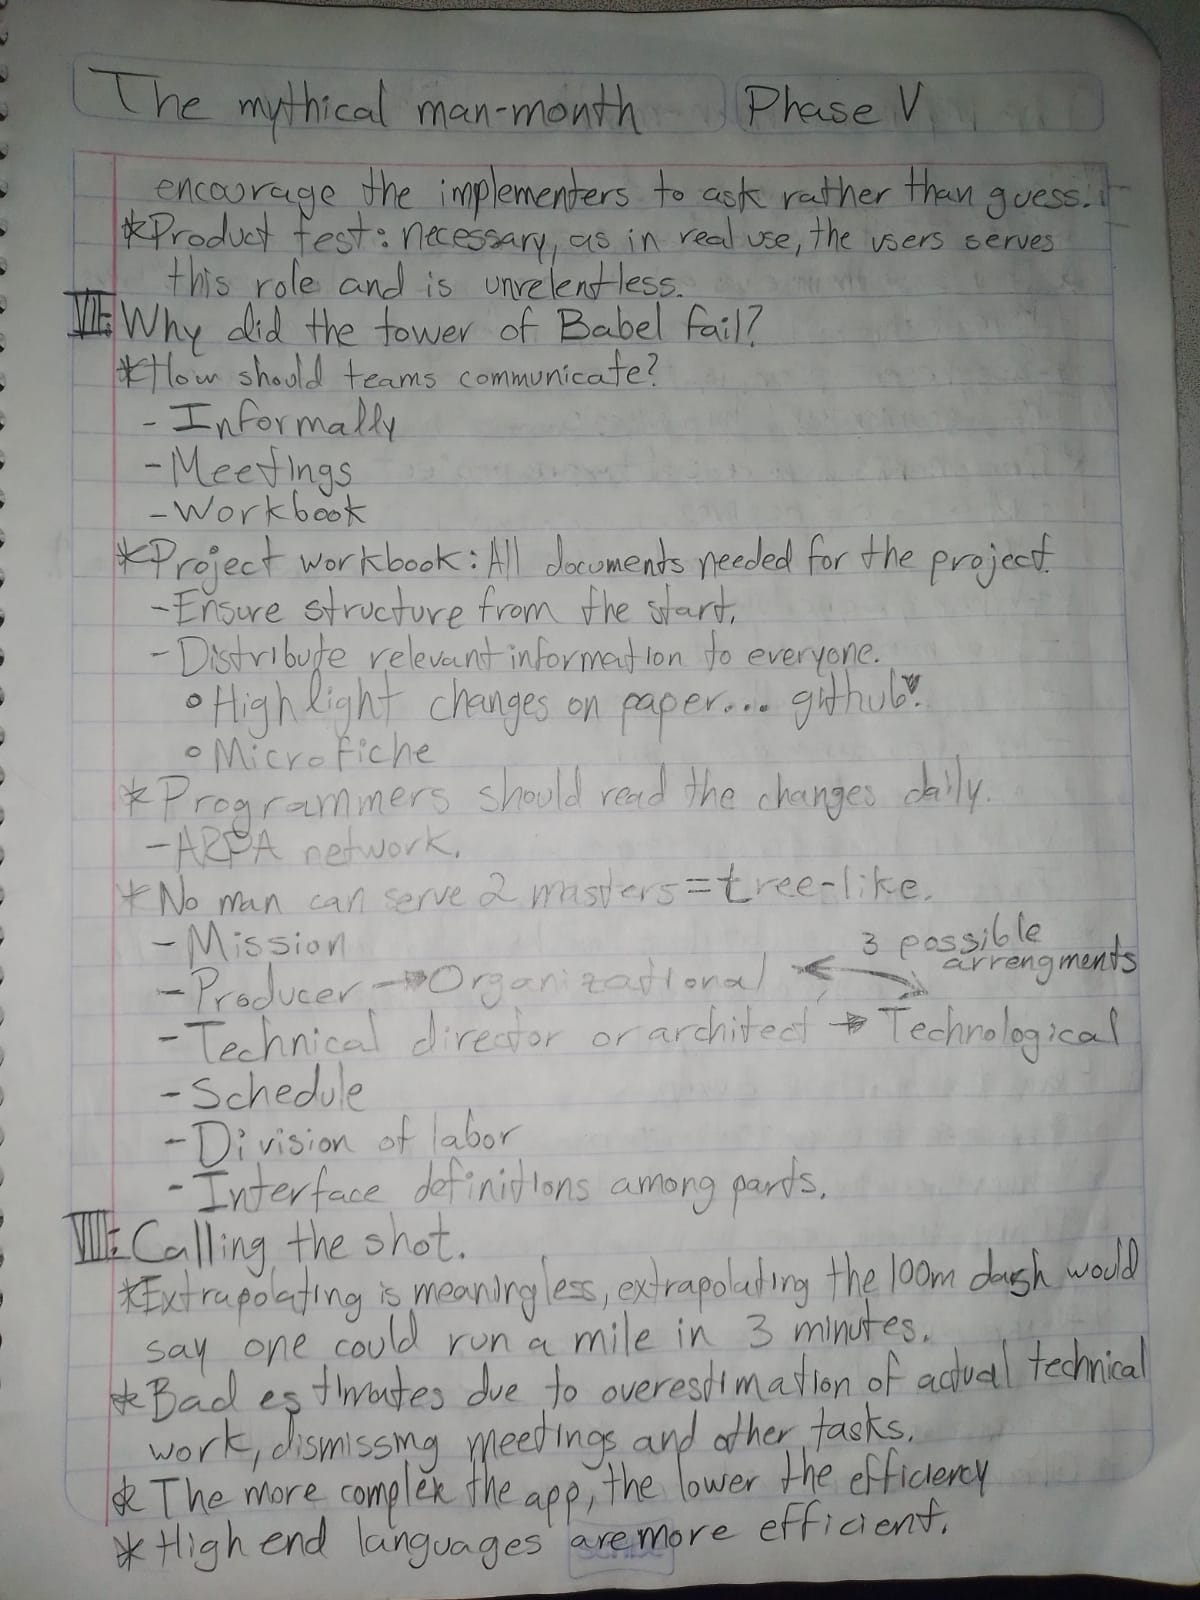 The mythical man-month Phase V
encourage the implementers to ask rather than guess.
*Product test: necessary, as in real use, the users serves
this role and is unrelentless.
VII: Why did the tower of Babel fail?
*How should teams communicate?
- Informally
- Meetings
- Workbook
*Project workbook: All documents needed for the project.
- Ensure structure from the start.
- Distribute relevant information to everyone.
° Highlight changes on paper... github♥!
° Microfiche
* Programmers should read the changes daily.
- ARPA network.
* No man can serve 2 masters = tree-like.
- Mission
3 possible
arrengments
- Producer → Organizational
- Technical director or architect → Technological
- Schedule
- Division of labor
- Interface definitions among parts.
VIII: Calling the shot.
*Extrapolating is meaningless, extrapolating the 100m dash would
say one could run a mile in 3 minutes.
* Bad estimates due to overestimation of actual technical
work, dismissing meetings and other tasks.
* The more complex the app, the lower the efficiency
* High end languages are more efficient.